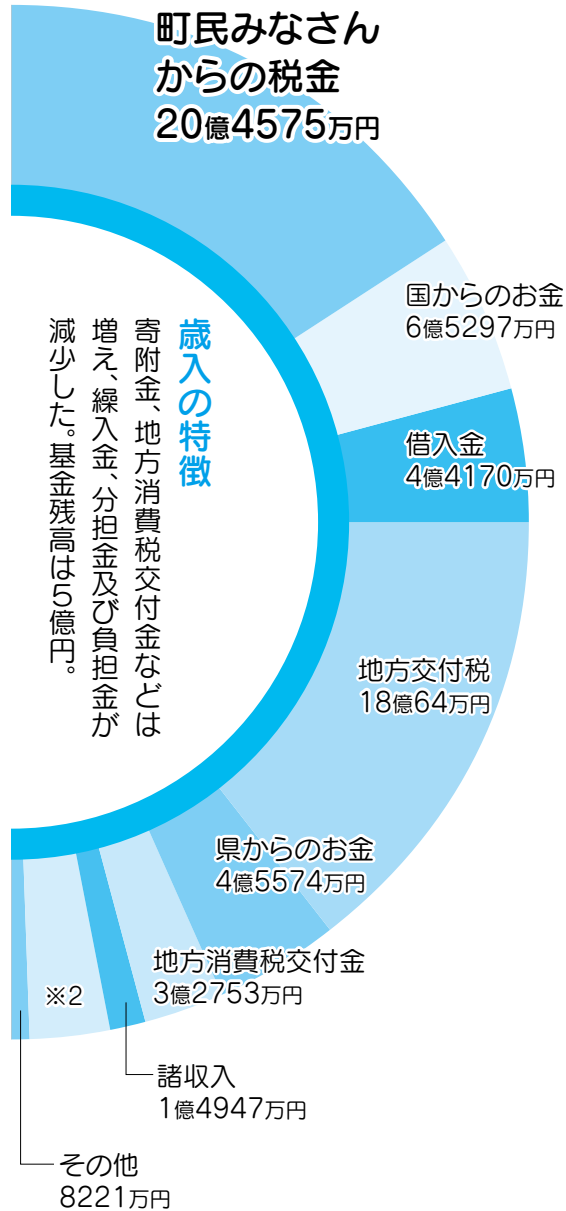 町民みなさん
からの税金
20億4575万円
国からのお金
6億5297万円
借入金
4億4170万円
歳入の特徴
寄附金、地方消費税交付金などは
増え、繰入金、分担金及び負担金が
減少した。基金残高は5億円。
地方交付税
18億64万円
県からのお金
4億5574万円
地方消費税交付金
3億2753万円
※2
諸収入
1億4947万円
その他
8221万円